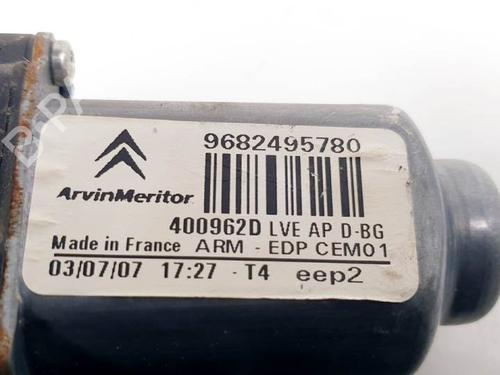 9682495780
ArvinMeritor
400962D LVE AP D-BG
Made in France ARM - EDP CEM01
03/07/07 17:27 - T4 eep2